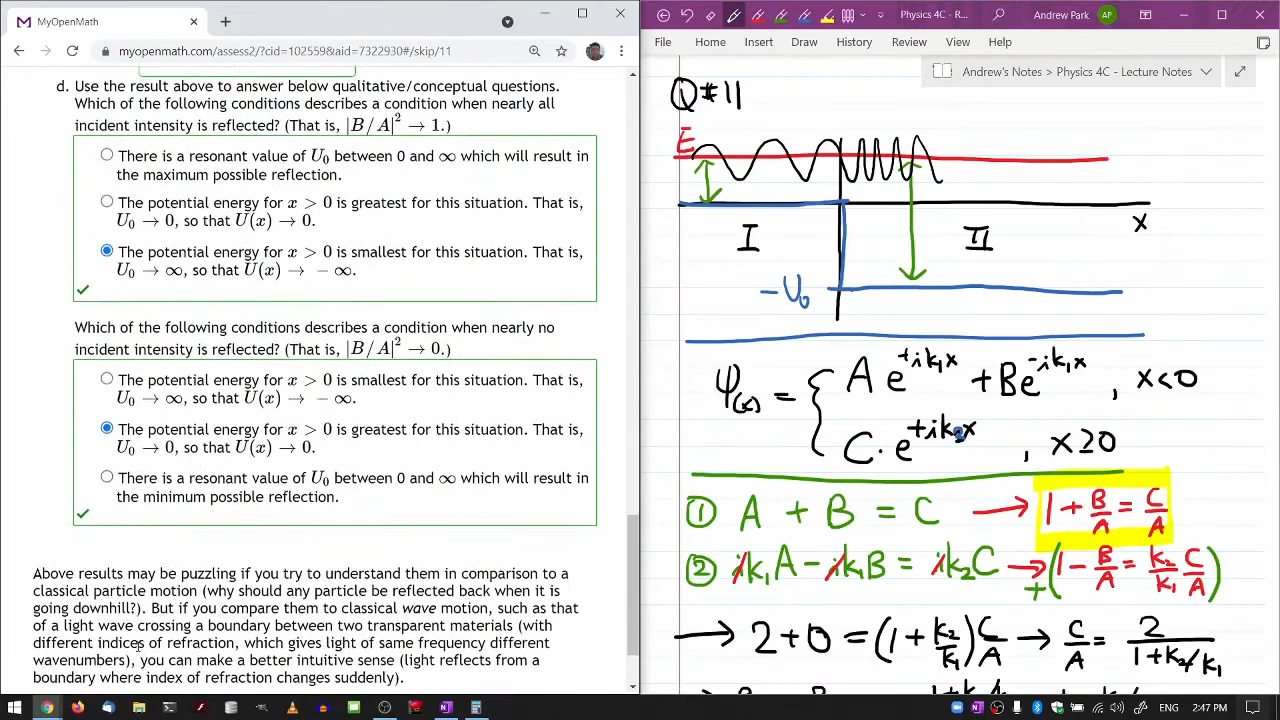 MyOpenMath
myopenmath.com/assess2/?cid=102559&aid=7322930#/skip/11
d. Use the result above to answer below qualitative/conceptual questions.
Which of the following conditions describes a condition when nearly all
incident intensity is reflected? (That is, |B/A|² → 1.)
There is a resonant value of U₀ between 0 and ∞ which will result in
the maximum possible reflection.
The potential energy for x > 0 is greatest for this situation. That is,
U₀ → 0, so that U(x) → 0.
The potential energy for x > 0 is smallest for this situation. That is,
U₀ → ∞, so that U(x) → − ∞.
Which of the following conditions describes a condition when nearly no
incident intensity is reflected? (That is, |B/A|² → 0.)
The potential energy for x > 0 is smallest for this situation. That is,
U₀ → ∞, so that U(x) → − ∞.
The potential energy for x > 0 is greatest for this situation. That is,
U₀ → 0, so that U(x) → 0.
There is a resonant value of U₀ between 0 and ∞ which will result in
the minimum possible reflection.
Above results may be puzzling if you try to understand them in comparison to a
classical particle motion (why should any particle be reflected back when it is
going downhill?). But if you compare them to classical wave motion, such as that
of a light wave crossing a boundary between two transparent materials (with
different indices of refraction, which gives light of same frequency different
wavenumbers), you can make a better intuitive sense (light reflects from a
boundary where index of refraction changes suddenly).
Physics 4C - R...
Andrew Park
AP
File Home Insert Draw History Review View Help
Andrew's Notes > Physics 4C - Lecture Notes
Q#11
E
x
I
II
-U₀
ψ(x) = { A e^{+ik₁x} + Be^{-ik₁x} , x<0
C · e^{+ik₂x} , x≥0
① A + B = C → 1 + B/A = C/A
② ik₁A - ik₁B = ik₂C → + (1 - B/A = k₂/k₁ C/A)
→ 2 + 0 = (1 + k₂/k₁) C/A → C/A = 2/(1+k₂/k₁)
ENG
2:47 PM